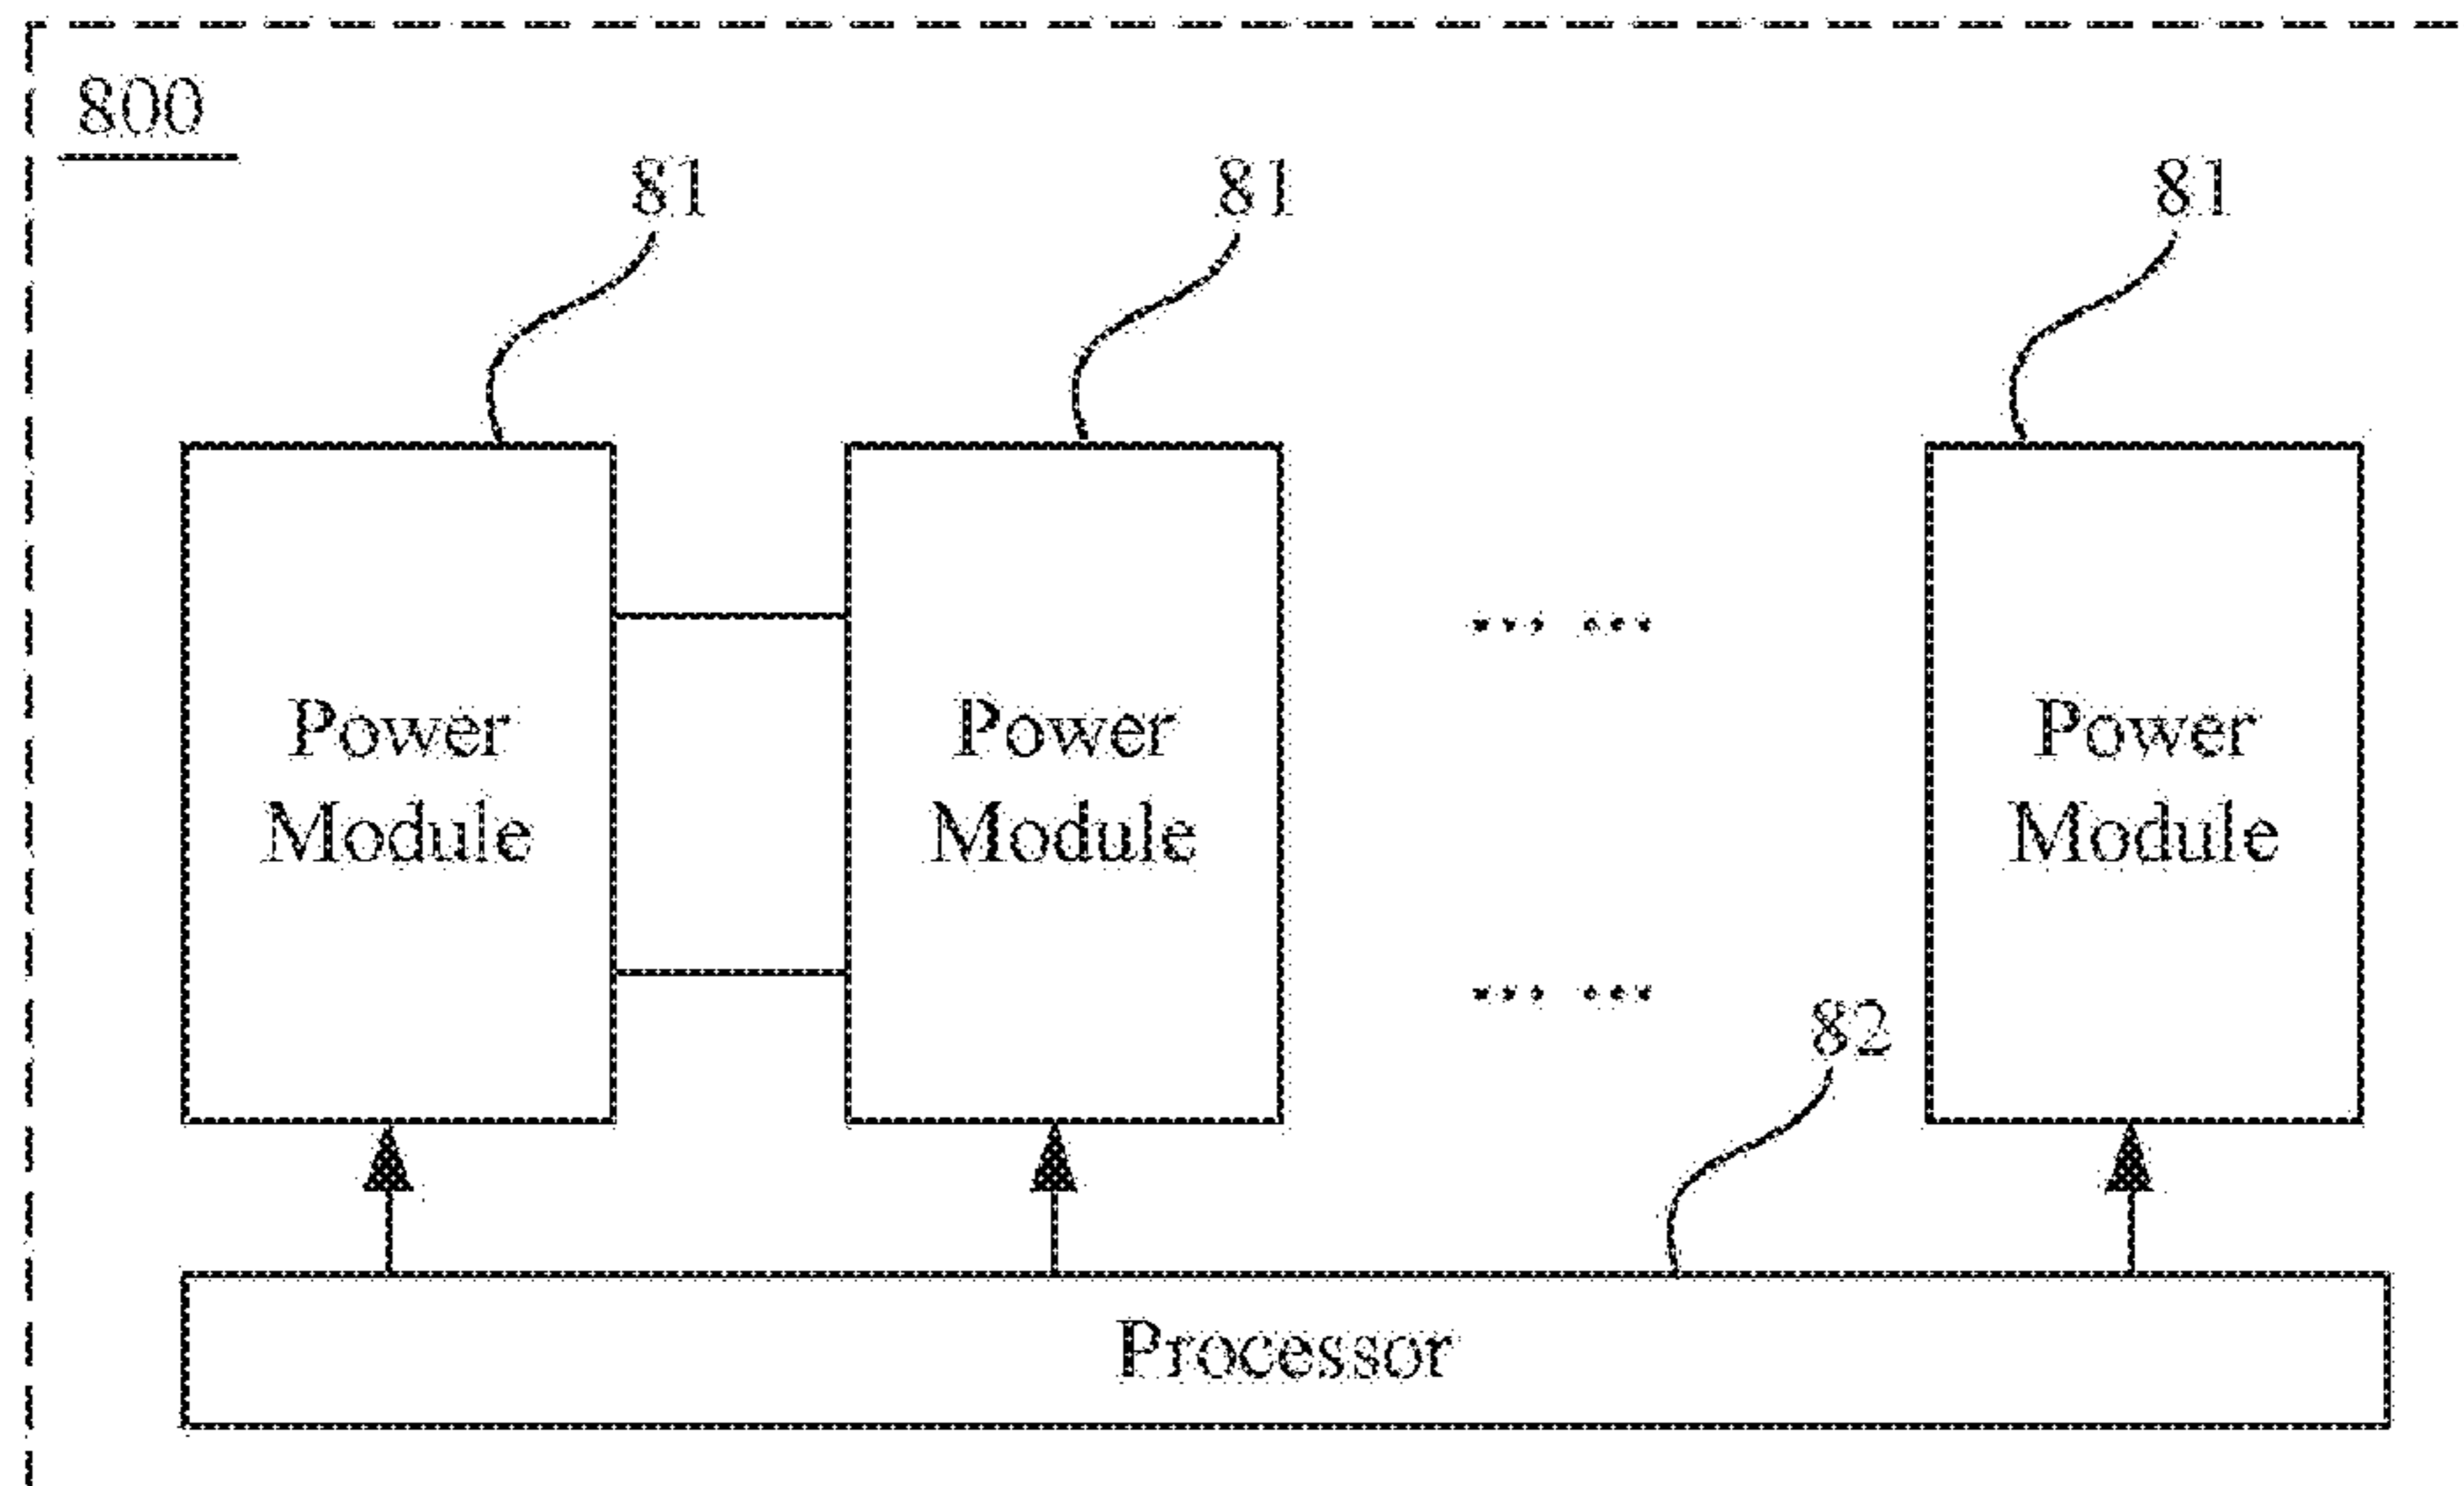 800
81 81 81
Power Power Power
Module Module Module
... ...
... ...
82
Processor